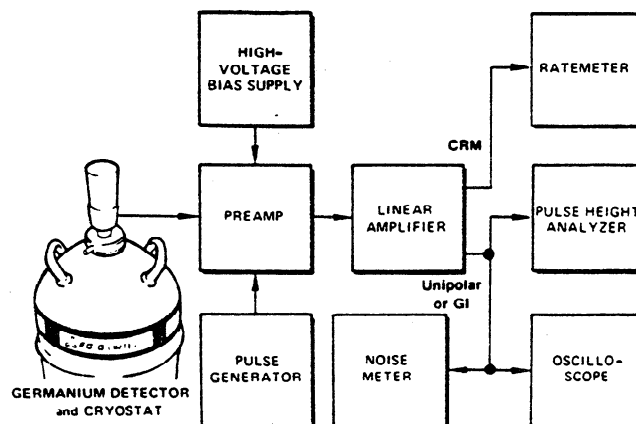 HIGH-
VOLTAGE
BIAS SUPPLY
RATEMETER
CRM
PREAMP
LINEAR
AMPLIFIER
PULSE HEIGHT
ANALYZER
Unipolar
or GI
PULSE
GENERATOR
NOISE
METER
OSCILLO-
SCOPE
GERMANIUM DETECTOR
and CRYOSTAT